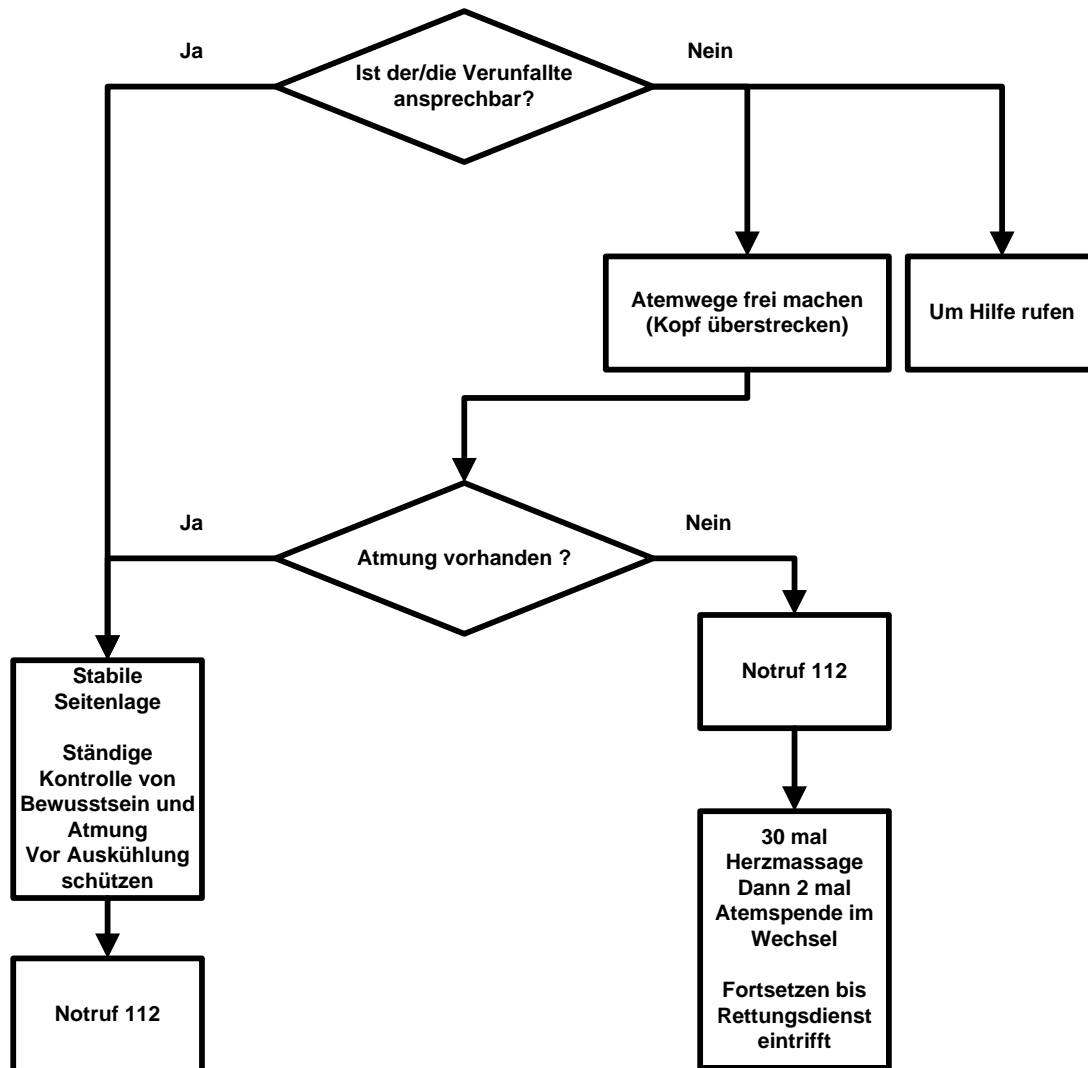 Ja
Nein
Ist der/die Verunfallte
ansprechbar?
Atemwege frei machen
(Kopf überstrecken)
Um Hilfe rufen
Ja
Nein
Atmung vorhanden ?
Stabile
Seitenlage
Ständige
Kontrolle von
Bewusstsein und
Atmung
Vor Auskühlung
schützen
Notruf 112
Notruf 112
30 mal
Herzmassage
Dann 2 mal
Atemspende im
Wechsel
Fortsetzen bis
Rettungsdienst
eintrifft